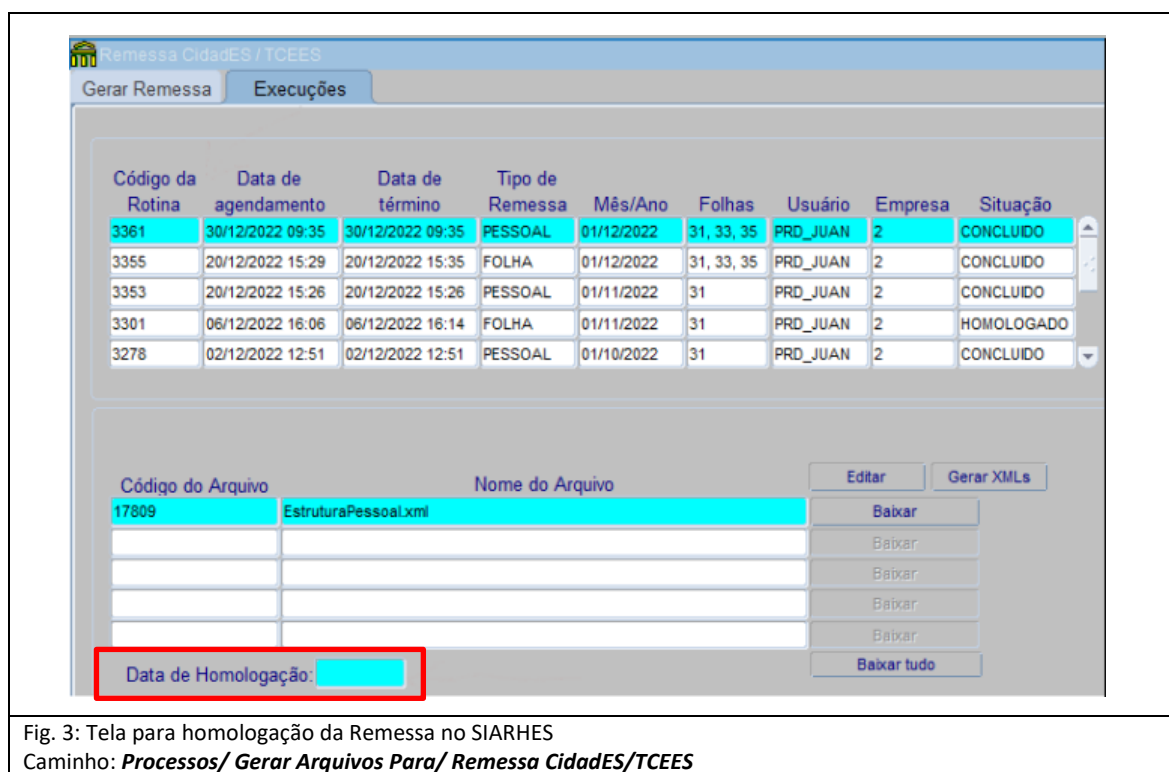 Remessa CidadES / TCEES
Gerar Remessa Execuções
Código da Data de Data de Tipo de
Rotina agendamento término Remessa Mês/Ano Folhas Usuário Empresa Situação
3361 30/12/2022 09:35 30/12/2022 09:35 PESSOAL 01/12/2022 31, 33, 35 PRD_JUAN 2 CONCLUIDO
3355 20/12/2022 15:29 20/12/2022 15:35 FOLHA 01/12/2022 31, 33, 35 PRD_JUAN 2 CONCLUIDO
3353 20/12/2022 15:26 20/12/2022 15:26 PESSOAL 01/11/2022 31 PRD_JUAN 2 CONCLUIDO
3301 06/12/2022 16:06 06/12/2022 16:14 FOLHA 01/11/2022 31 PRD_JUAN 2 HOMOLOGADO
3278 02/12/2022 12:51 02/12/2022 12:51 PESSOAL 01/10/2022 31 PRD_JUAN 2 CONCLUIDO
Editar Gerar XMLs
Código do Arquivo Nome do Arquivo
17809 EstruturaPessoal.xml Baixar
Baixar
Baixar
Baixar
Baixar
Data de Homologação: Baixar tudo
Fig. 3: Tela para homologação da Remessa no SIARHES
Caminho: Processos/ Gerar Arquivos Para/ Remessa CidadES/TCEES